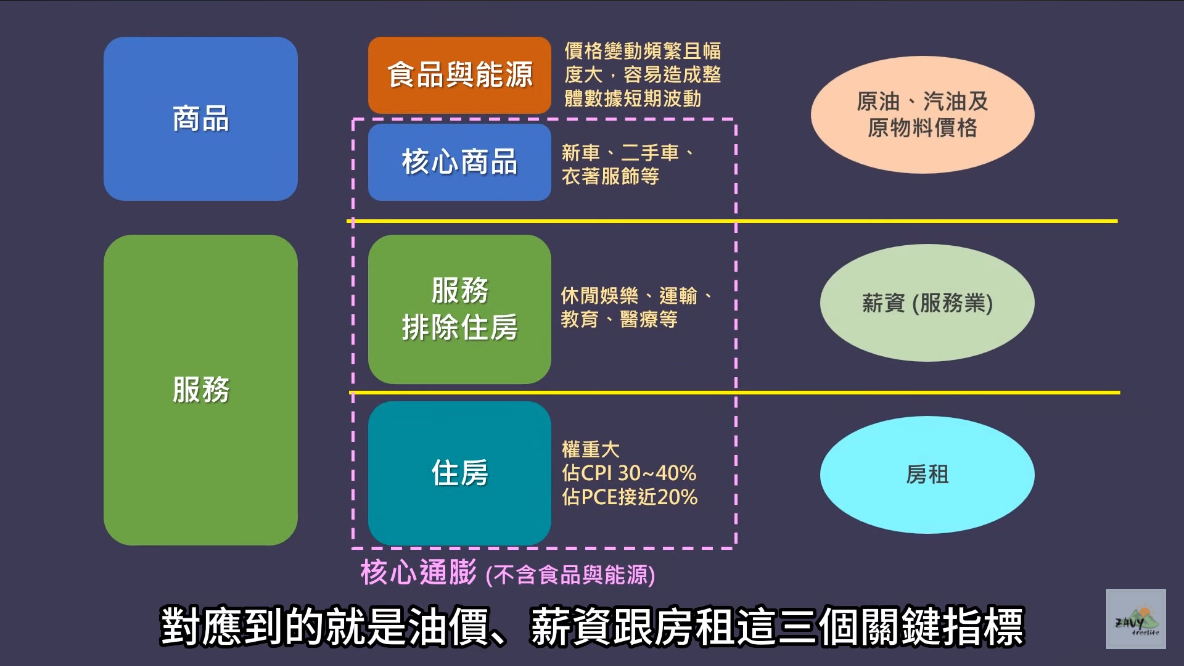 商品
食品與能源
價格變動頻繁且幅
度大，容易造成整
體數據短期波動
原油、汽油及
原物料價格
核心商品
新車、二手車、
衣著服飾等
服務
服務
排除住房
休閒娛樂、運輸、
教育、醫療等
薪資 (服務業)
住房
權重大
佔CPI 30~40%
佔PCE接近20%
房租
核心通膨 (不含食品與能源)
對應到的就是油價、薪資跟房租這三個關鍵指標
ZAVY